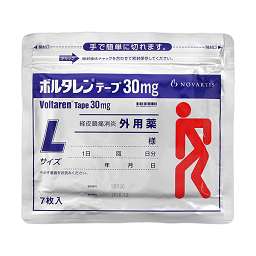 手で簡単に切れます。
ボルタレンテープ30mg
Voltaren Tape 30mg
NOVARTIS
経皮鎮痛消炎 外用薬
L
サイズ
様
1日 回 日分
年 月 日
7枚入